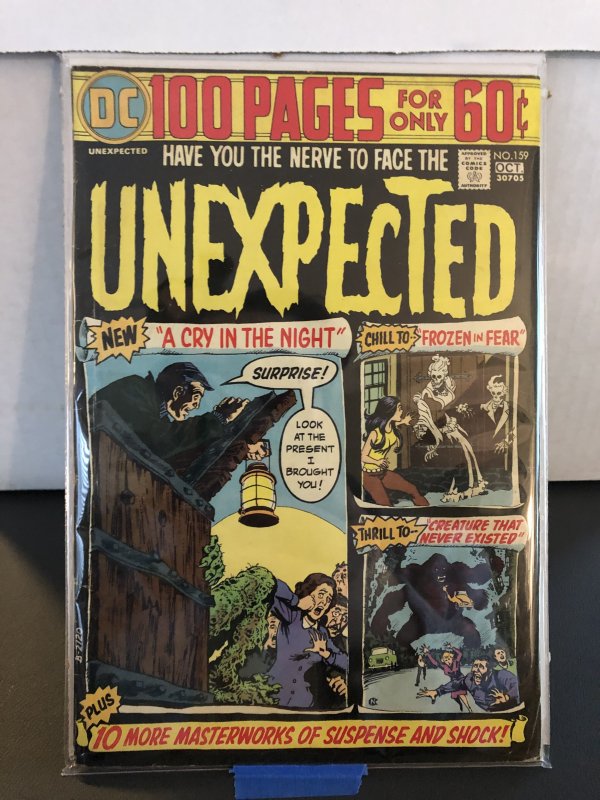 DC 100 PAGES FOR ONLY 60¢
UNEXPECTED
HAVE YOU THE NERVE TO FACE THE
APPROVED BY THE COMICS CODE AUTHORITY
NO. 159
OCT.
30705
UNEXPECTED
NEW "A CRY IN THE NIGHT"
SURPRISE!
LOOK
AT THE
PRESENT
I
BROUGHT
YOU!
CHILL TO- "FROZEN IN FEAR"
THRILL TO- "CREATURE THAT
NEVER EXISTED"
B-2120
PLUS
10 MORE MASTERWORKS OF SUSPENSE AND SHOCK!